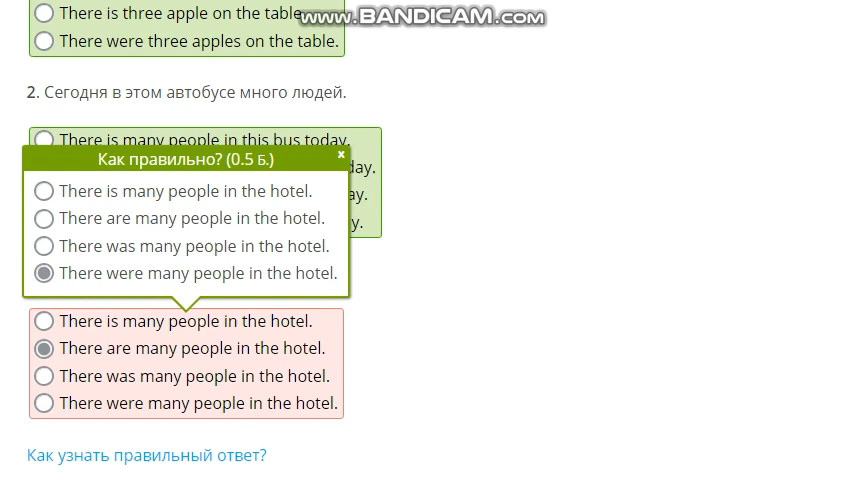 There is three apple on the table.
www.BANDICAM.com
There were three apples on the table.
2. Сегодня в этом автобусе много людей.
There is many people in this bus today.
day.
Как правильно? (0.5 Б.)
x
ay.
There is many people in the hotel.
There are many people in the hotel.
y.
There was many people in the hotel.
There were many people in the hotel.
There is many people in the hotel.
There are many people in the hotel.
There was many people in the hotel.
There were many people in the hotel.
Как узнать правильный ответ?